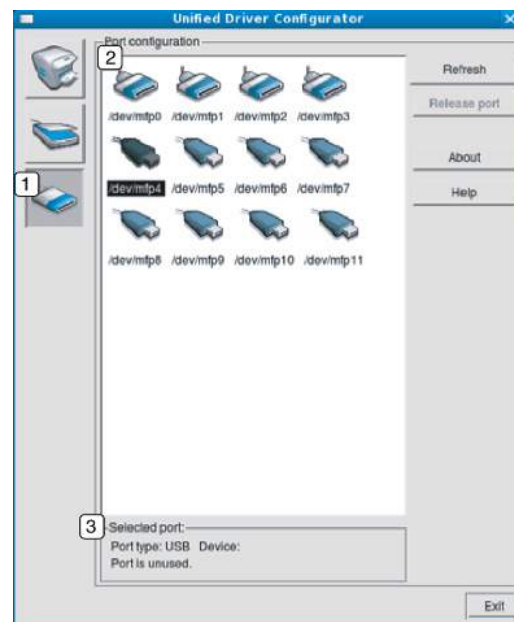 Unified Driver Configurator
Port configuration
2
/dev/mfp0 /dev/mfp1 /dev/mfp2 /dev/mfp3
1
/dev/mfp4 /dev/mfp5 /dev/mfp6 /dev/mfp7
/dev/mfp8 /dev/mfp9 /dev/mfp10 /dev/mfp11
Refresh
Release port
About
Help
3
Selected port:
Port type: USB Device:
Port is unused.
Exit